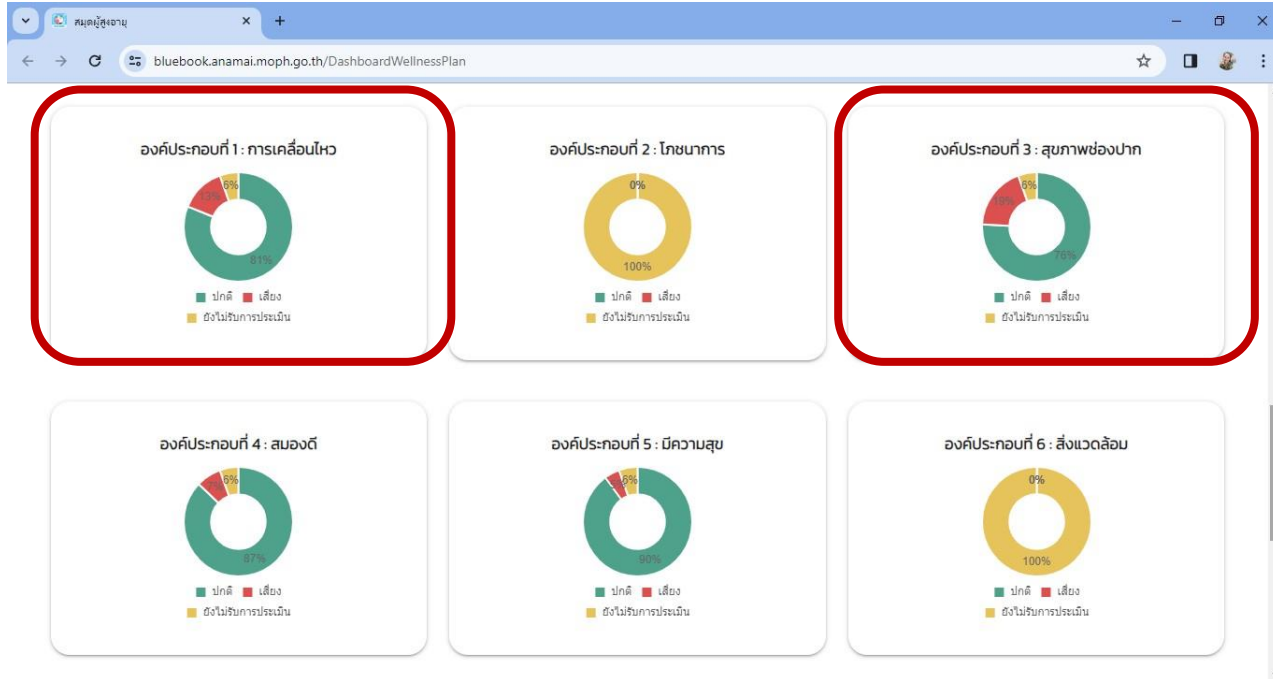 สมุดผู้สูงอายุ
bluebook.anamai.moph.go.th/DashboardWellnessPlan
องค์ประกอบที่ 1 : การเคลื่อนไหว
6%
13%
81%
ปกติ เสี่ยง
ยังไม่รับการประเมิน
องค์ประกอบที่ 2 : โภชนาการ
0%
100%
ปกติ เสี่ยง
ยังไม่รับการประเมิน
องค์ประกอบที่ 3 : สุขภาพช่องปาก
6%
19%
76%
ปกติ เสี่ยง
ยังไม่รับการประเมิน
องค์ประกอบที่ 4 : สมองดี
6%
7%
87%
ปกติ เสี่ยง
ยังไม่รับการประเมิน
องค์ประกอบที่ 5 : มีความสุข
6%
90%
ปกติ เสี่ยง
ยังไม่รับการประเมิน
องค์ประกอบที่ 6 : สิ่งแวดล้อม
0%
100%
ปกติ เสี่ยง
ยังไม่รับการประเมิน